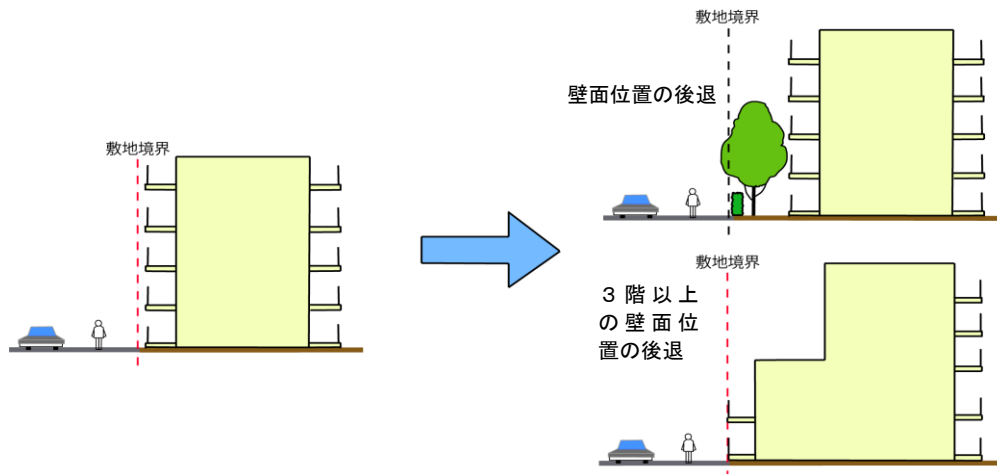 敷地境界
敷地境界
壁面位置の後退
敷地境界
３階以上
の壁面位
置の後退